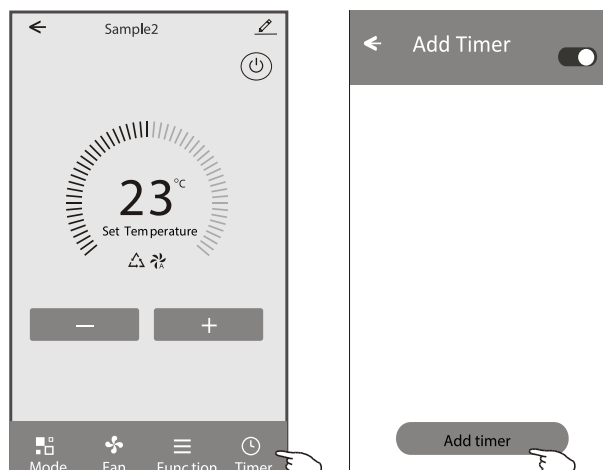 Sample2
23°C
Set Temperature
A
— +
Mode Fan Function Timer
Add Timer
Add timer